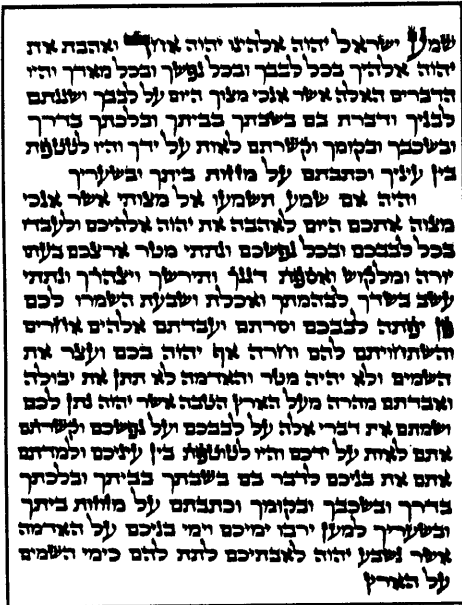 שמע ישראל יהוה אלהינו יהוה אחד ואהבת את
יהוה אלהיך בכל לבבך ובכל נפשך ובכל מאדך והיו
הדברים האלה אשר אנכי מצוך היום על לבבך ושננתם
לבניך ודברת בם בשבתך בביתך ובלכתך בדרך
ובשכבך ובקומך וקשרתם לאות על ידך והיו לטטפת
בין עיניך וכתבתם על מזוזות ביתך ובשעריך
והיה אם שמע תשמעו אל מצותי אשר אנכי
מצוה אתכם היום לאהבה את יהוה אלהיכם ולעבדו
בכל לבבכם ובכל נפשכם ונתתי מטר ארצכם בעתו
יורה ומלקוש ואספת דגנך ותירשך ויצהרך ונתתי
עשב בשדך לבהמתך ואכלת ושבעת השמרו לכם
פן יפתה לבבכם וסרתם ועבדתם אלהים אחרים
והשתחויתם להם וחרה אף יהוה בכם ועצר את
השמים ולא יהיה מטר והאדמה לא תתן את יבולה
ואבדתם מהרה מעל הארץ הטבה אשר יהוה נתן לכם
ושמתם את דברי אלה על לבבכם ועל נפשכם וקשרתם
אתם לאות על ידכם והיו לטוטפת בין עיניכם ולמדתם
אתם את בניכם לדבר בם בשבתך בביתך ובלכתך
בדרך ובשכבך ובקומך וכתבתם על מזוזות ביתך
ובשעריך למען ירבו ימיכם וימי בניכם על האדמה
אשר נשבע יהוה לאבתיכם לתת להם כימי השמים
על הארץ